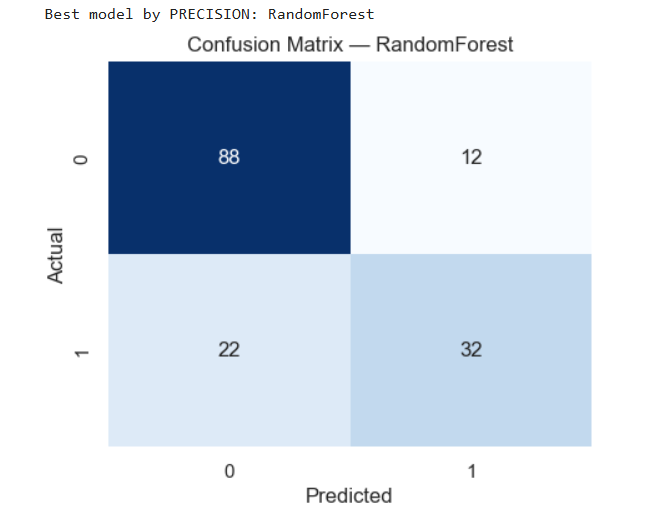 Best model by PRECISION: RandomForest
Confusion Matrix — RandomForest
Actual
0
88
12
1
22
32
0
1
Predicted